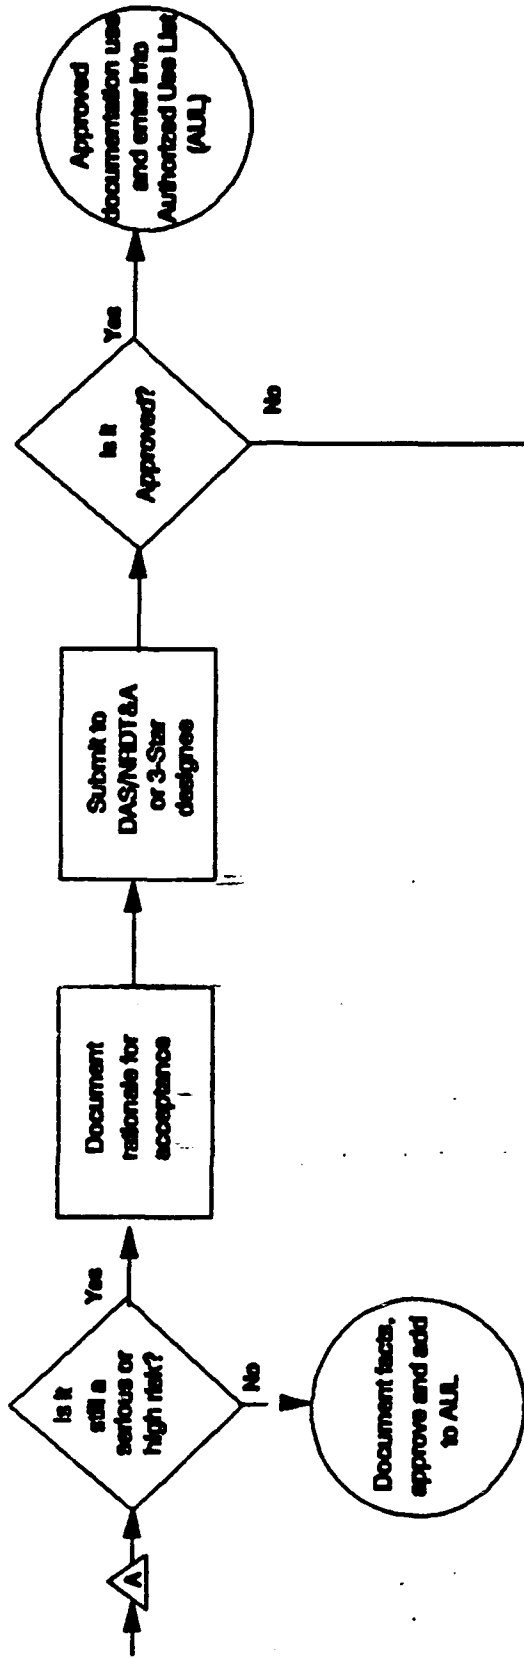 A
Is it
still a
serious or
high risk?
Yes
No
Document facts,
approve and add
to AUL
Document
rationale for
acceptance
Submit to
DAS/NRDT&A
or 3-Star
designee
Is it
Approved?
Yes
No
Approved
documentation use
and enter into
Authorized Use List
(AUL)